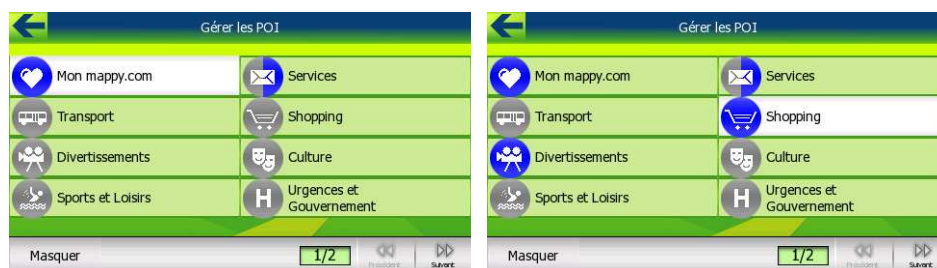 Gérer les POI
Mon mappy.com
Services
Transport
Shopping
Divertissements
Culture
Sports et Loisirs
H
Urgences et
Gouvernement
Masquer
1/2
Précédent
Suivant
Gérer les POI
Mon mappy.com
Services
Transport
Shopping
Divertissements
Culture
Sports et Loisirs
H
Urgences et
Gouvernement
Masquer
1/2
Précédent
Suivant